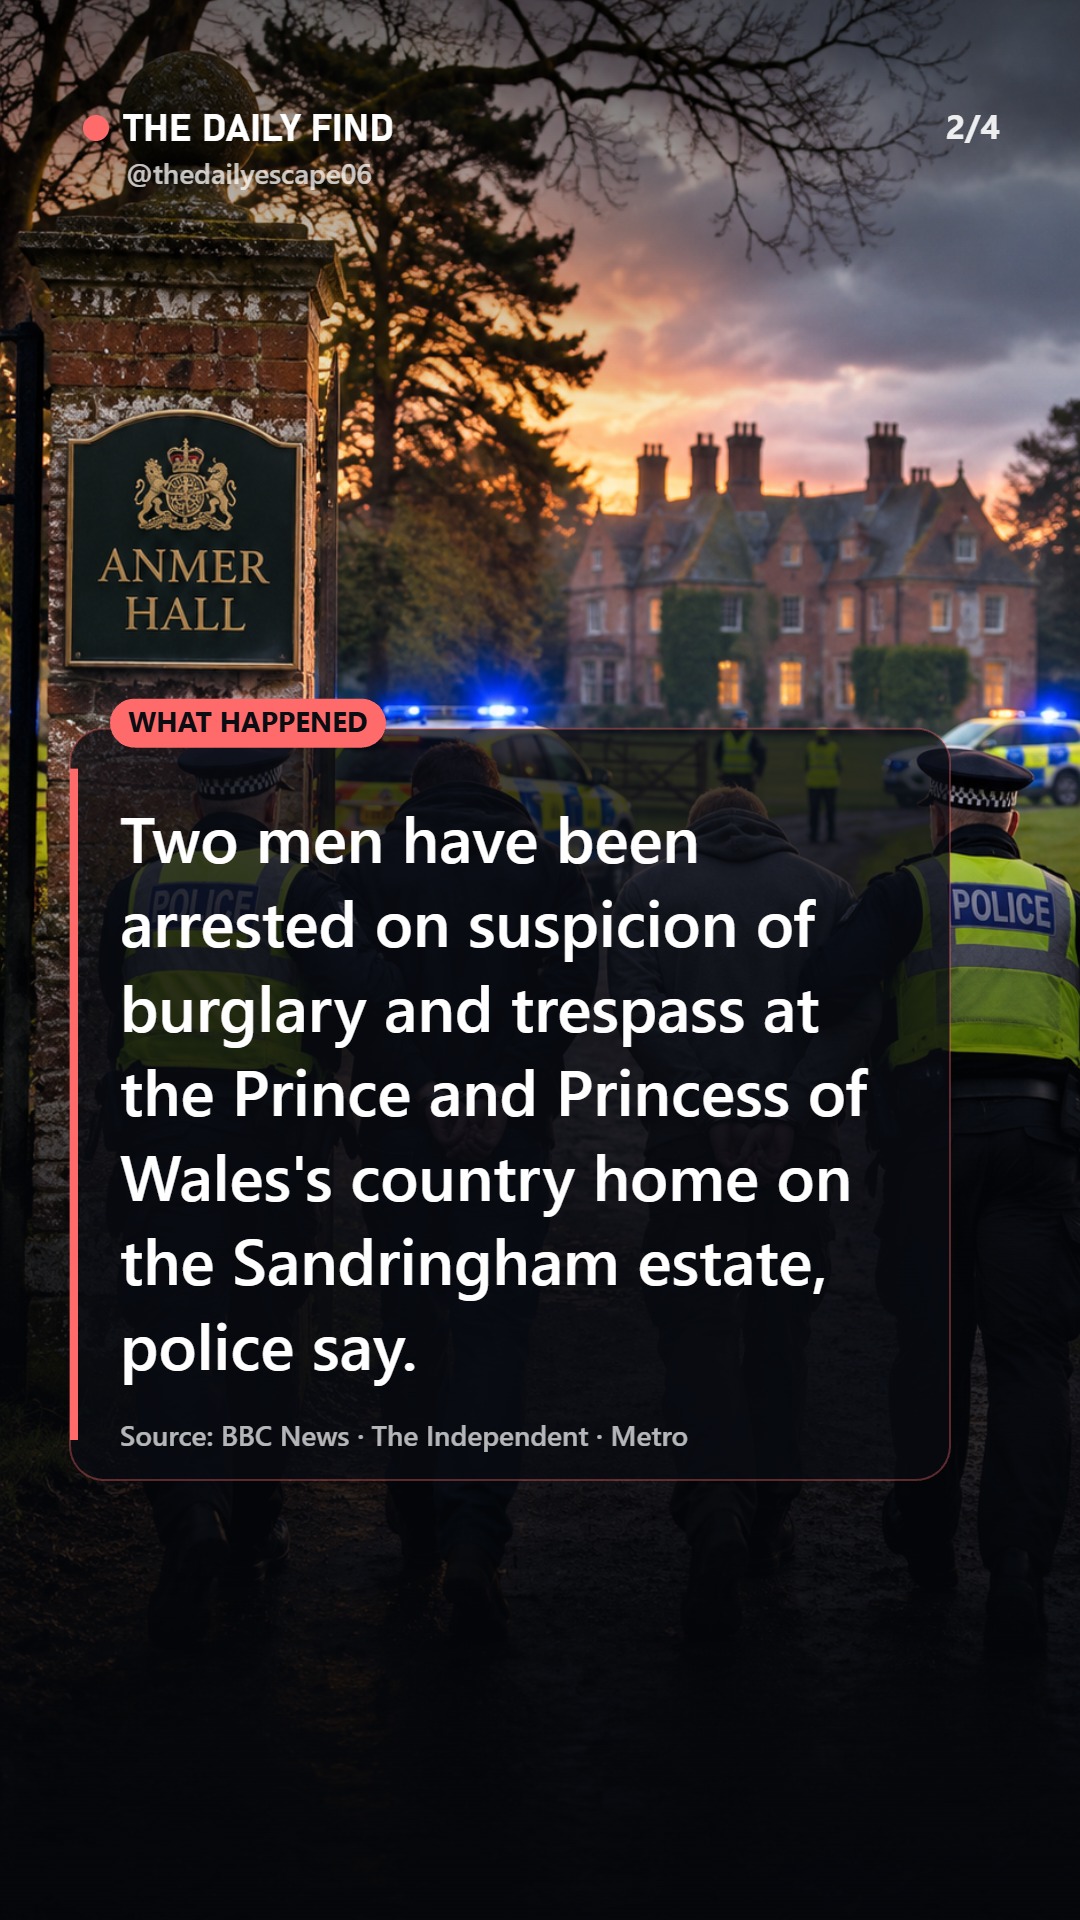 THE DAILY FIND
2/4
@thedailyescape06
ANMER
HALL
WHAT HAPPENED
Two men have been
arrested on suspicion of
burglary and trespass at
the Prince and Princess of
Wales's country home on
the Sandringham estate,
police say.
POLICE
POLICE
Source: BBC News · The Independent · Metro